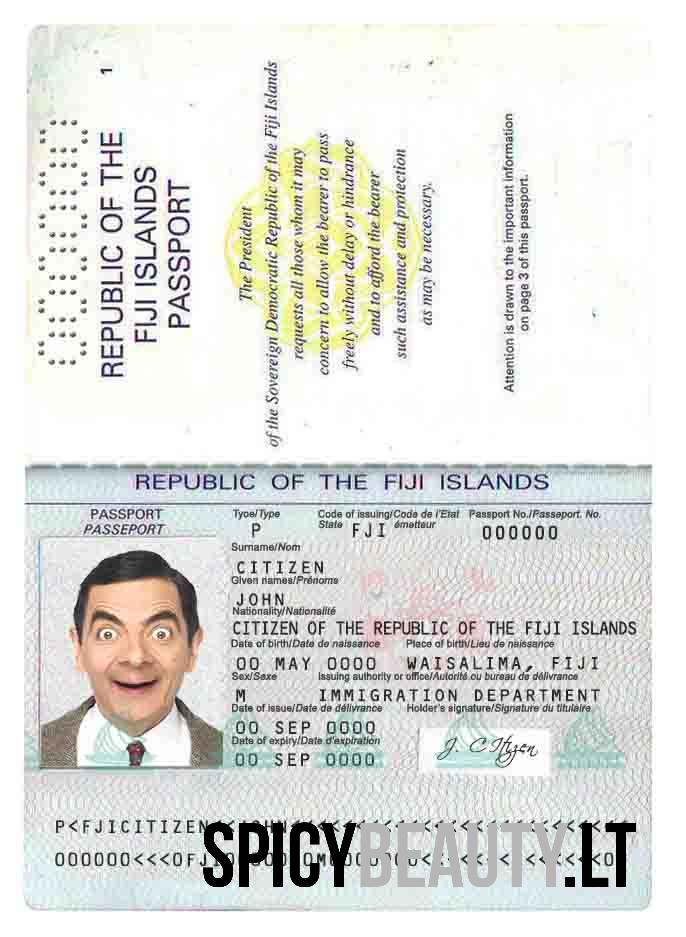 1
0000000
REPUBLIC OF THE
FIJI ISLANDS
PASSPORT
The President
of the Sovereign Democratic Republic of the Fiji Islands
requests all those whom it may
concern to allow the bearer to pass
freely without delay or hindrance
and to afford the bearer
such assistance and protection
as may be necessary.
Attention is drawn to the important information
on page 3 of this passport.
REPUBLIC OF THE FIJI ISLANDS
PASSPORT
PASSEPORT
Type/Type Code of issuing/Code de l'Etat Passport No./Passeport. No.
State émetteur
P FJI 000000
Surname/Nom
CITIZEN
Given names/Prénoms
JOHN
Nationality/Nationalité
CITIZEN OF THE REPUBLIC OF THE FIJI ISLANDS
Date of birth/Date de naissance Place of birth/Lieu de naissance
00 MAY 0000 WAISALIMA, FIJI
Sex/Sexe Issuing authority or office/Autorité ou bureau de délivrance
M IMMIGRATION DEPARTMENT
Date of issue/Date de délivrance Holder's signature/Signature du titulaire
00 SEP 0000
Date of expiry/Date d'expiration
00 SEP 0000
J. Citizen
P<FJICITIZEN
SPICYBEAUTY.LT